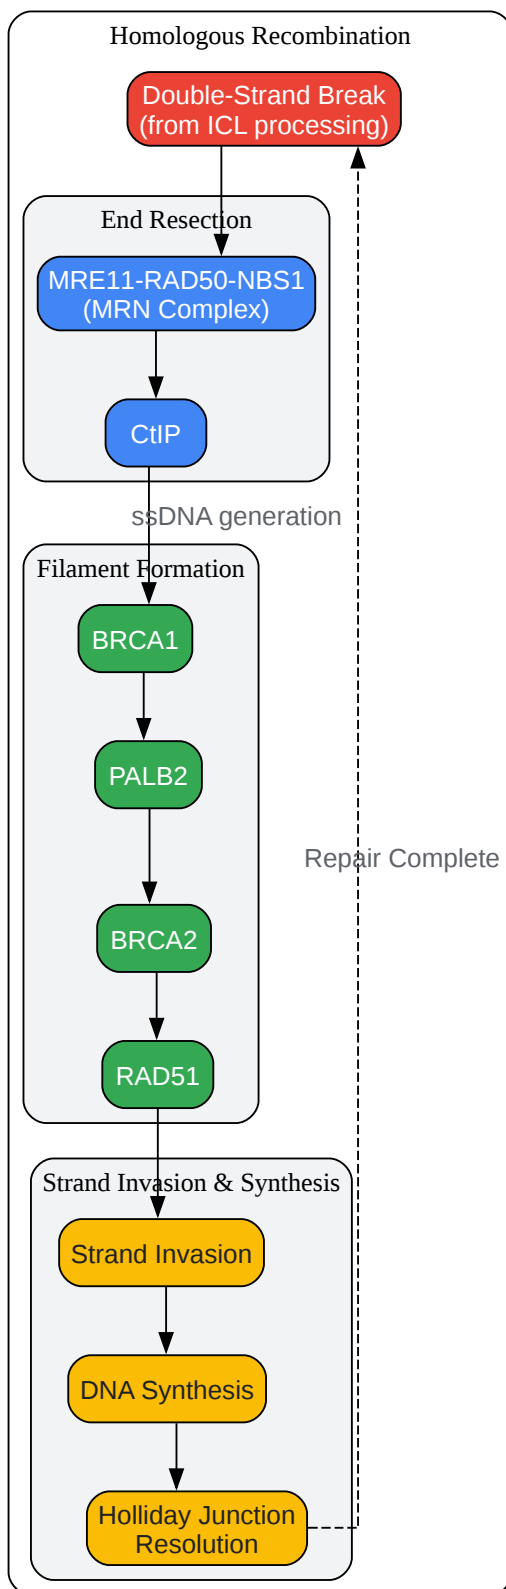 Homologous Recombination
Double-Strand Break
(from ICL processing)
End Resection
MRE11-RAD50-NBS1
(MRN Complex)
CtIP
ssDNA generation
Filament Formation
BRCA1
PALB2
Repair Complete
BRCA2
RAD51
Strand Invasion & Synthesis
Strand Invasion
DNA Synthesis
Holliday Junction
Resolution